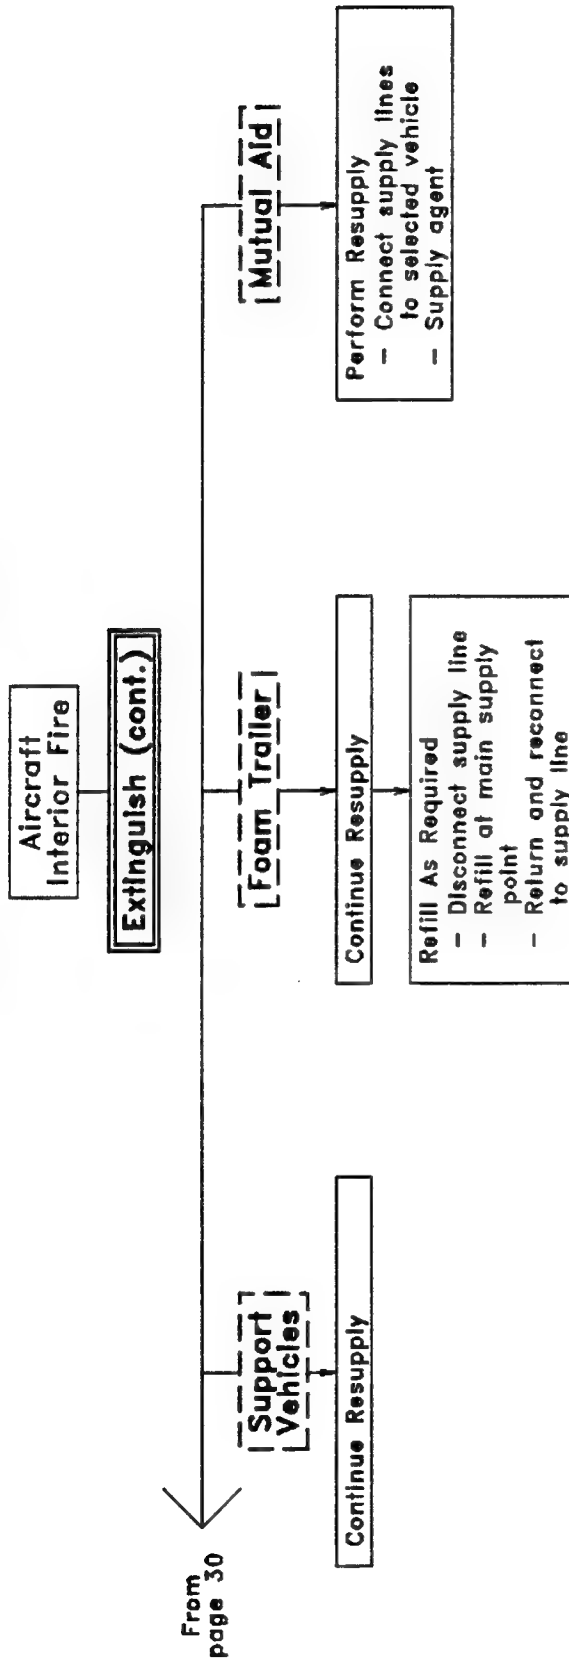 Aircraft
Interior Fire
Extinguish (cont.)
From
page 30
Support
Vehicles
Continue Resupply
Foam Trailer
Continue Resupply
Refill As Required
- Disconnect supply line
- Refill at main supply
point
- Return and reconnect
to supply line
Mutual Aid
Perform Resupply
- Connect supply lines
to selected vehicle
- Supply agent